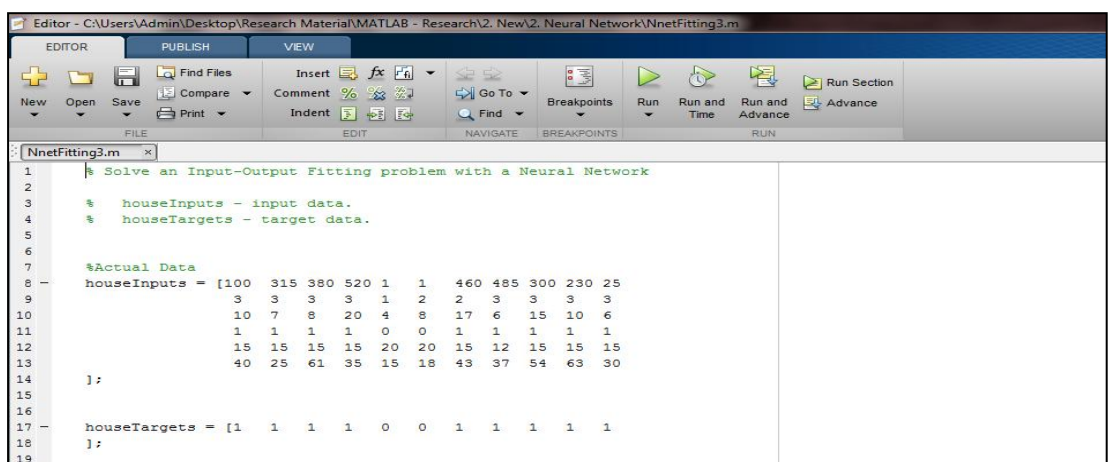 Editor - C:\Users\Admin\Desktop\Research Material\MATLAB - Research\2. New\2. Neural Network\NnetFitting3.m
EDITOR PUBLISH VIEW
Find Files Insert fx
New Open Save Compare Comment % Go To Breakpoints Run Run and Time Run and Advance Run Section
Print Indent Find Advance
FILE EDIT NAVIGATE BREAKPOINTS RUN
NnetFitting3.m ×
1 % Solve an Input-Output Fitting problem with a Neural Network
2
3 % houseInputs - input data.
4 % houseTargets - target data.
5
6
7 %Actual Data
8 - houseInputs = [100 315 380 520 1 1 460 485 300 230 25
9 3 3 3 3 1 2 2 3 3 3 3
10 10 7 8 20 4 8 17 6 15 10 6
11 1 1 1 1 0 0 1 1 1 1 1
12 15 15 15 15 20 20 15 12 15 15 15
13 40 25 61 35 15 18 43 37 54 63 30
14 ];
15
16
17 - houseTargets = [1 1 1 1 0 0 1 1 1 1 1
18 ];
19